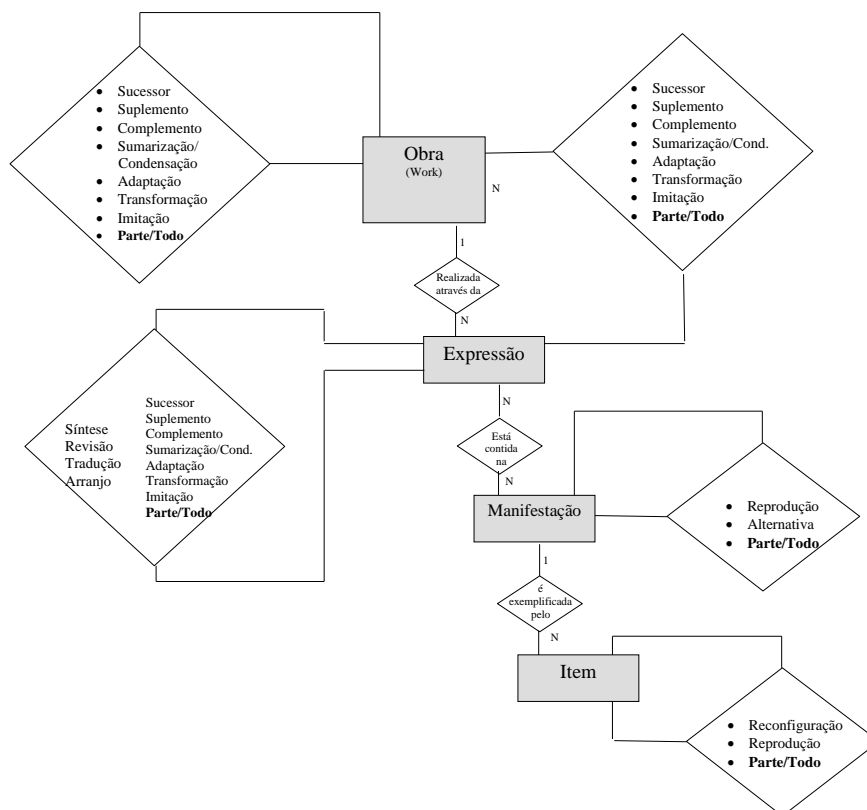 • Sucessor
• Suplemento
• Complemento
• Sumarização/
Condensação
• Adaptação
• Transformação
• Imitação
• Parte/Todo
Obra
(Work)
N
• Sucessor
• Suplemento
• Complemento
• Sumarização/Cond.
• Adaptação
• Transformação
• Imitação
• Parte/Todo
1
Realizada
através da
N
Expressão
Síntese
Revisão
Tradução
Arranjo
Sucessor
Suplemento
Complemento
Sumarização/Cond.
Adaptação
Transformação
Imitação
Parte/Todo
N
Está
contida
na
N
Manifestação
• Reprodução
• Alternativa
• Parte/Todo
1
é
exemplificada
pelo
N
Item
• Reconfiguração
• Reprodução
• Parte/Todo